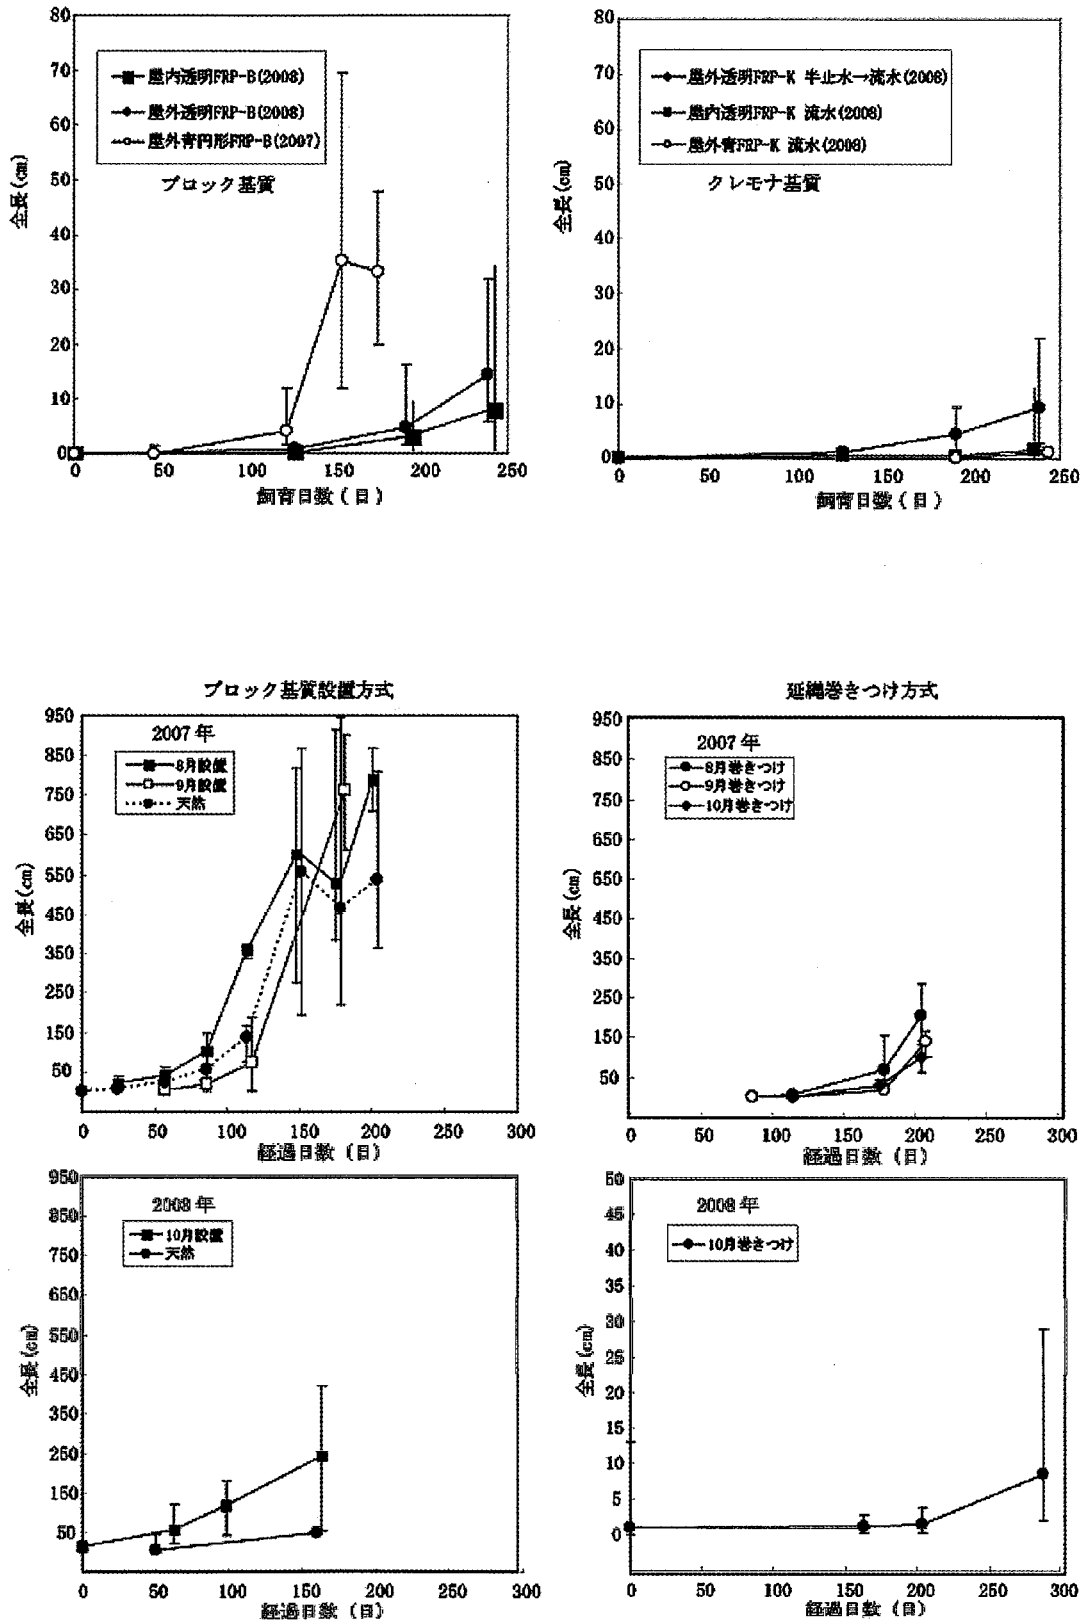 80
70
60
50
40
30
20
10
0
全長(cm)
屋内透明FRP-B(2008)
屋外透明FRP-B(2008)
屋外青円形FRP-B(2007)
ブロック基質
0 50 100 150 200 250
飼育日数(日)
80
70
60
50
40
30
20
10
0
全長(cm)
屋外透明FRP-K 半止水→流水(2008)
屋内透明FRP-K 流水(2008)
屋外青FRP-K 流水(2008)
クレモナ基質
0 50 100 150 200 250
飼育日数(日)
ブロック基質設置方式
950
850
750
650
550
450
350
250
150
50
全長(cm)
2007年
8月設置
9月設置
天然
0 50 100 150 200 250 300
経過日数(日)
延縄巻きつけ方式
950
850
750
650
550
450
350
250
150
50
全長(cm)
2007年
8月巻きつけ
9月巻きつけ
10月巻きつけ
0 50 100 150 200 250 300
経過日数(日)
950
850
750
650
550
450
350
250
150
50
全長(cm)
2008年
10月設置
天然
0 50 100 150 200 250 300
経過日数(日)
50
45
40
35
30
25
20
15
10
5
0
全長(cm)
2008年
10月巻きつけ
0 50 100 150 200 250 300
経過日数(日)